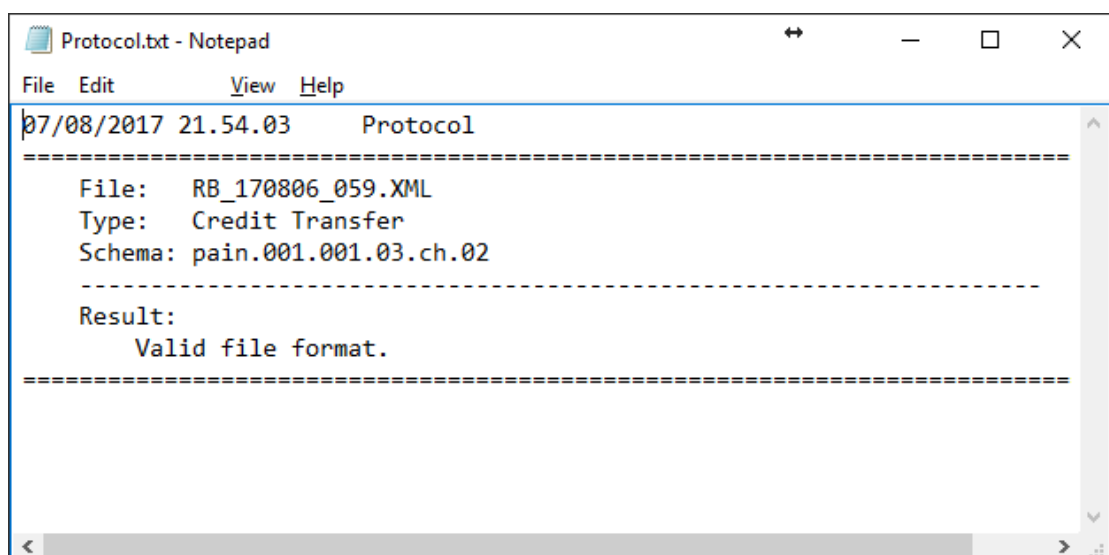 Protocol.txt - Notepad
File Edit View Help
07/08/2017 21.54.03 Protocol
==========================================================================
File: RB_170806_059.XML
Type: Credit Transfer
Schema: pain.001.001.03.ch.02
--------------------------------------------------------------------
Result:
Valid file format.
==========================================================================